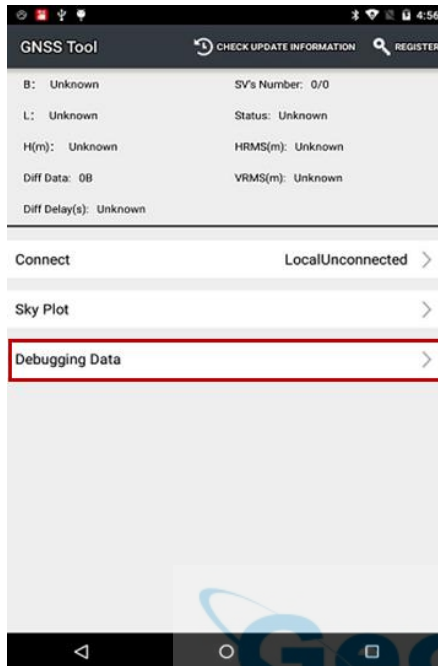 4:56
GNSS Tool
CHECK UPDATE INFORMATION
REGISTER
B: Unknown
SV's Number: 0/0
L: Unknown
Status: Unknown
H(m): Unknown
HRMS(m): Unknown
Diff Data: 0B
VRMS(m): Unknown
Diff Delay(s): Unknown
Connect
LocalUnconnected
Sky Plot
Debugging Data